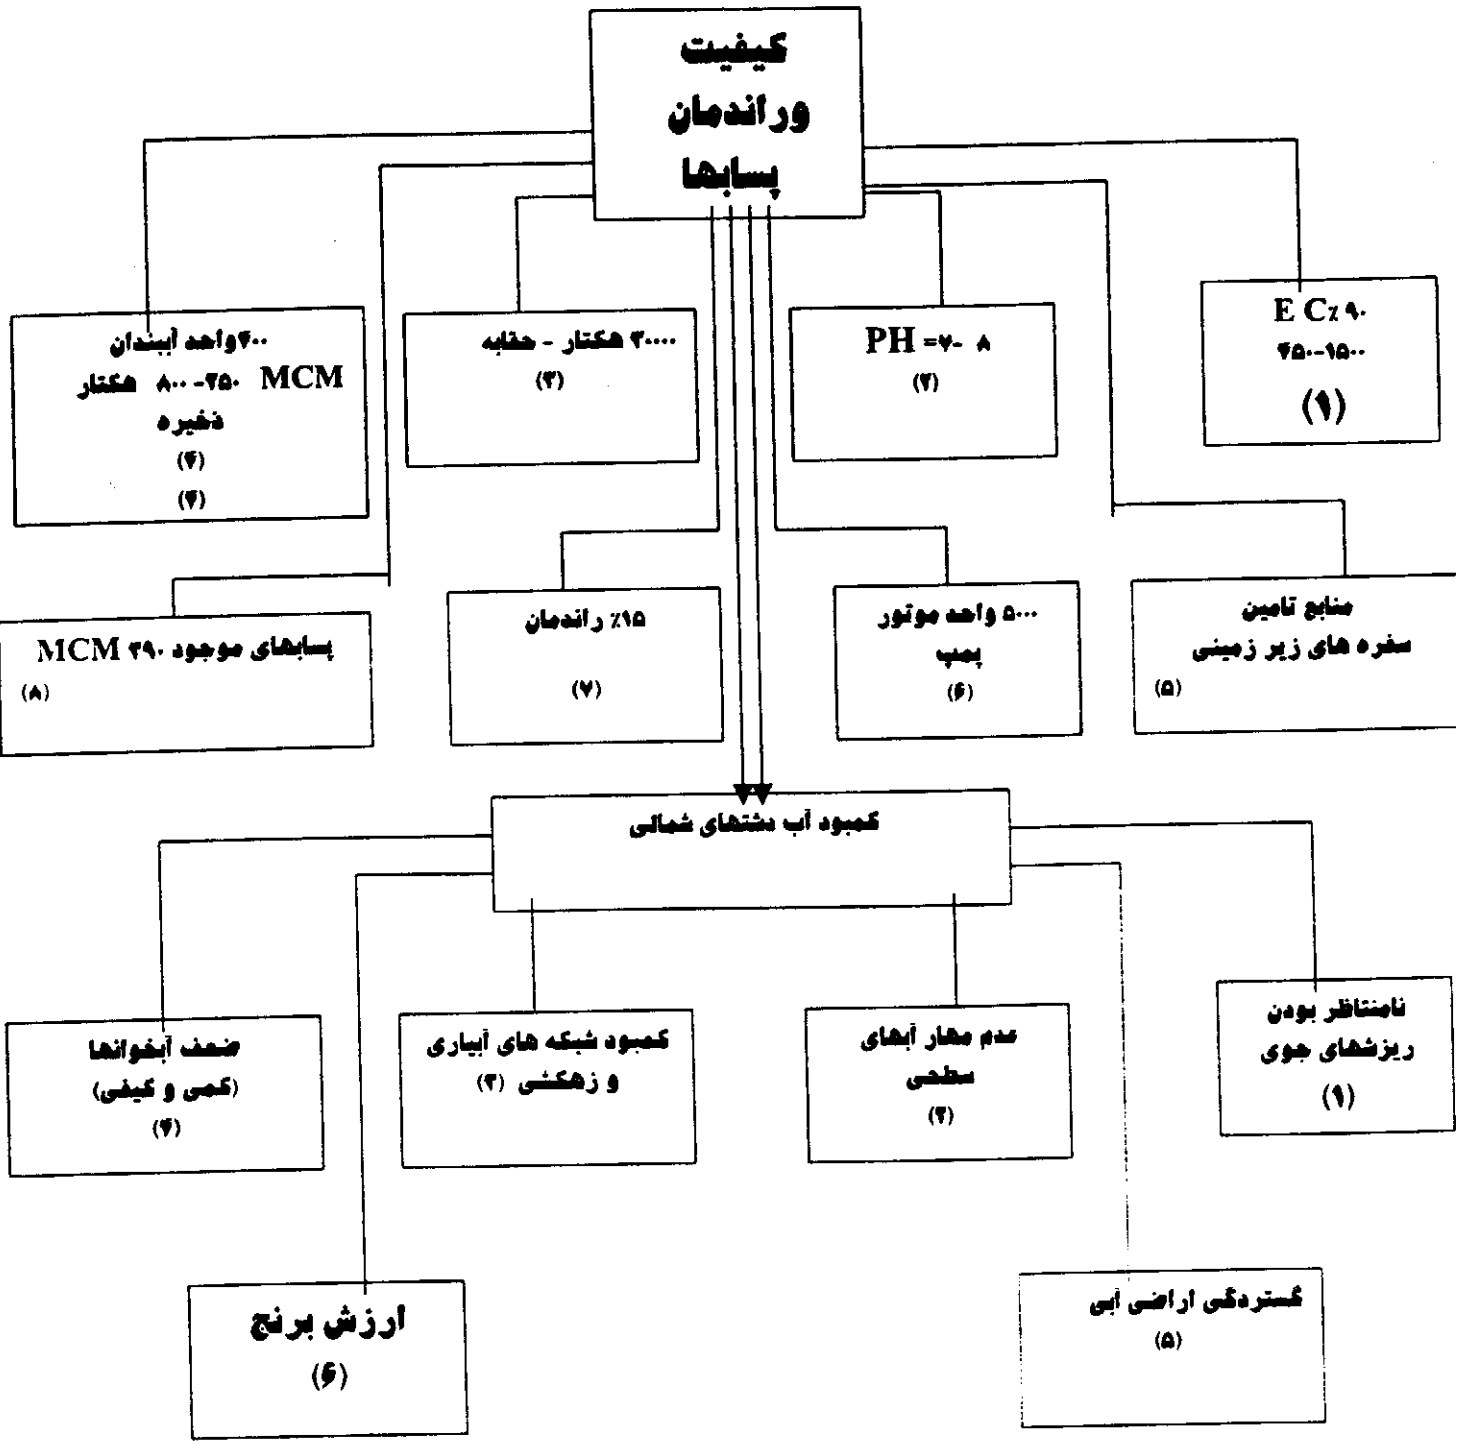 کیفیت
وراندمان
پسابها
E C٪ ۹۰
۴۵۰-۱۵۰۰
(۱)
PH =۷- ۸
(۲)
۳۰۰۰۰ هکتار - حقابه
(۳)
۴۰۰واحد آببندان
MCM ۲۵۰-۸۰۰ هکتار
ذخیره
(۴)
(۴)
منابع تامین
سفره های زیر زمینی
(۵)
۵۰۰۰ واحد موتور
پمپ
(۶)
۱۵٪ راندمان
(۷)
پسابهای موجود ۳۹۰ MCM
(۸)
کمبود آب دشتهای شمالی
نامنتاظر بودن
ریزشهای جوی
(۱)
عدم مهار آبهای
سطحی
(۲)
کمبود شبکه های آبیاری
و زهکشی (۳)
ضعف آبخوانها
(کمی و کیفی)
(۴)
گستردگی اراضی آبی
(۵)
ارزش برنج
(۶)